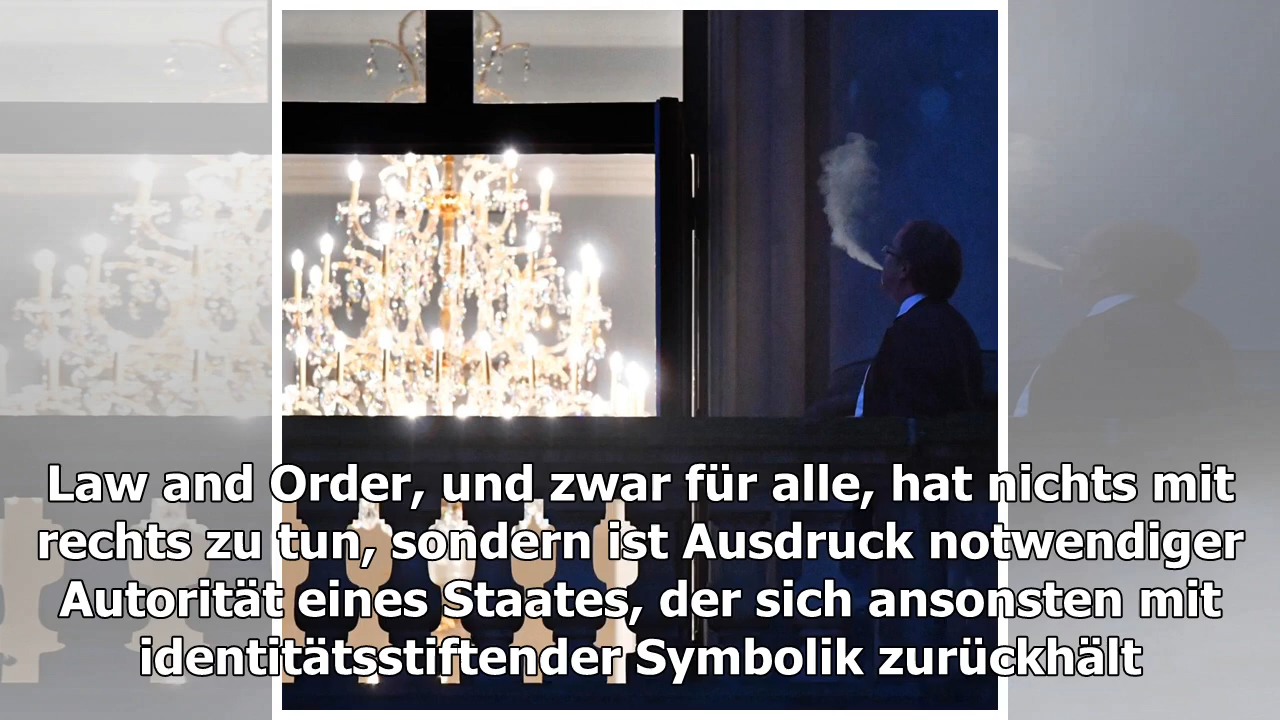 Law and Order, und zwar für alle, hat nichts mit
rechts zu tun, sondern ist Ausdruck notwendiger
Autorität eines Staates, der sich ansonsten mit
identitätsstiftender Symbolik zurückhält